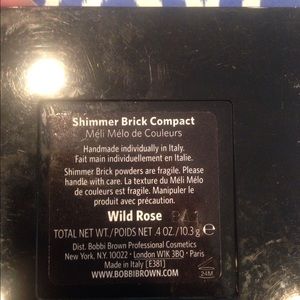 Shimmer Brick Compact
Méli Mélo de Couleurs
Handmade individually in Italy.
Fait main individuellement en Italie.
Shimmer Brick powders are fragile. Please
handle with care. La texture du Méli Mélo
de couleurs est fragile. Manipuler le
produit avec précaution.
Wild Rose
TOTAL NET WT./POIDS NET .4 OZ./10.3 g ℮
Dist. Bobbi Brown Professional Cosmetics
New York, N.Y. 10022 • London W1K 3BQ • Paris
Made in Italy [E381]
WWW.BOBBIBROWN.COM
24M